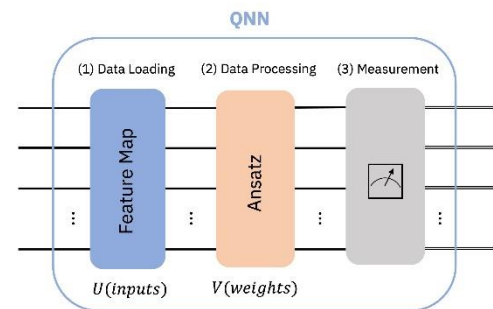 QNN
(1) Data Loading
(2) Data Processing
(3) Measurement
Feature Map
Ansatz
U(inputs)
V(weights)